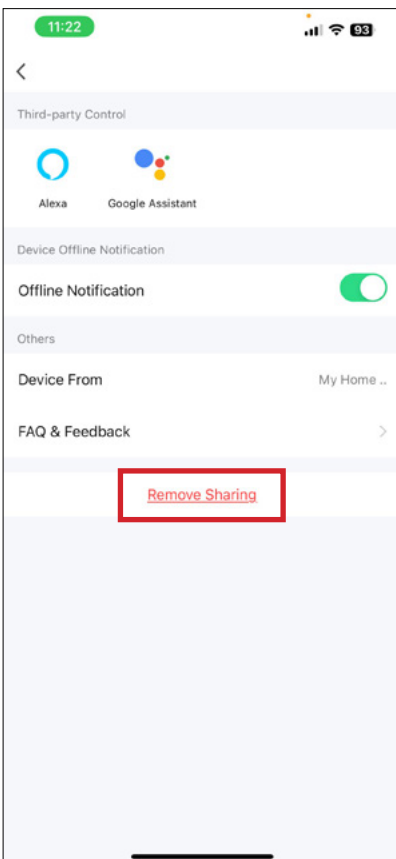 11:22
93
Third-party Control
Alexa
Google Assistant
Device Offline Notification
Offline Notification
Others
Device From
My Home ..
FAQ & Feedback
Remove Sharing